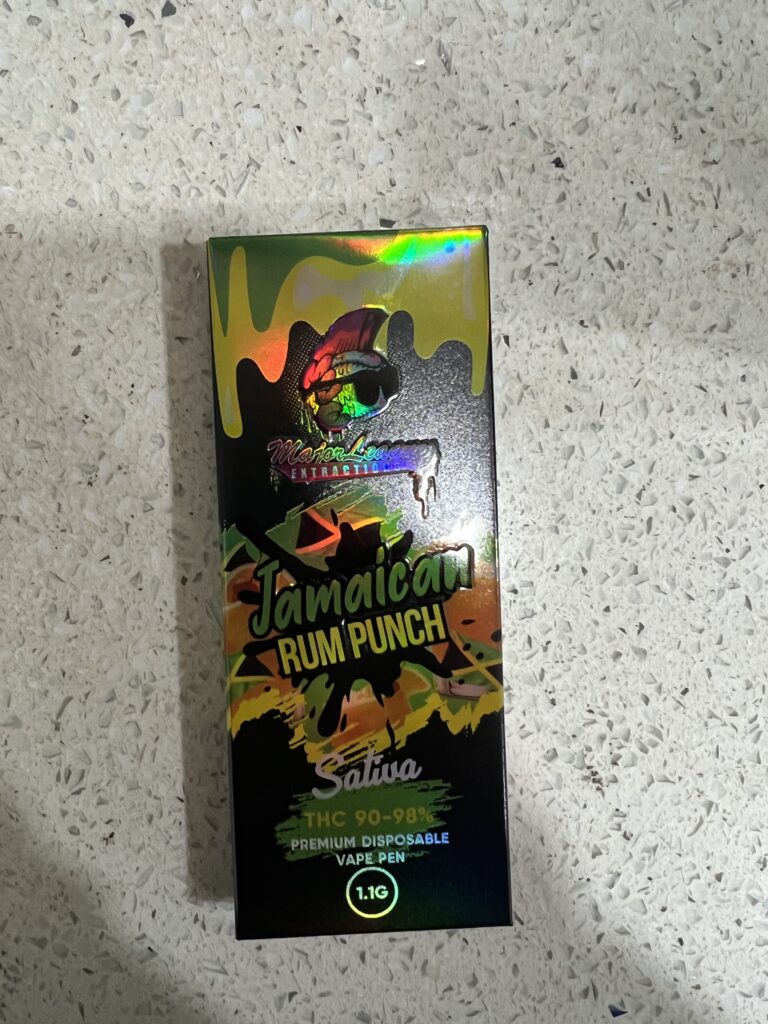 Major League
EXTRACTIONS
Jamaican
RUM PUNCH
Sativa
THC 90-98%
PREMIUM DISPOSABLE
VAPE PEN
1.1G